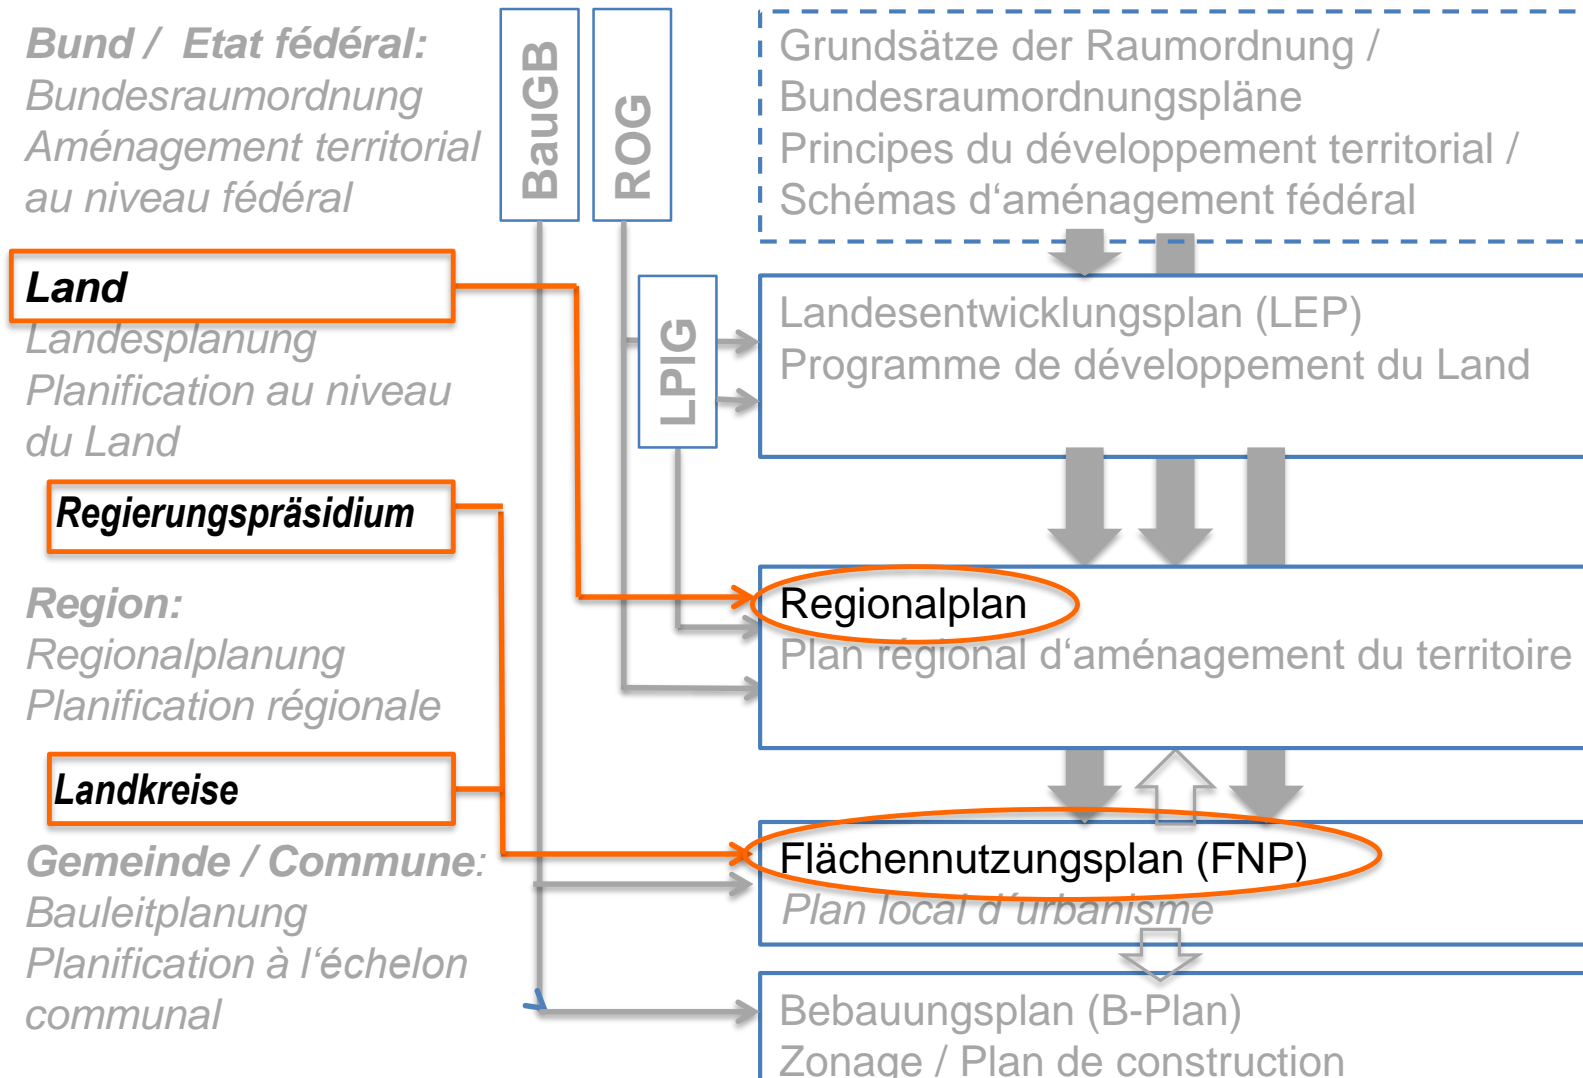 Bund / Etat fédéral:
Bundesraumordnung
Aménagement territorial
au niveau fédéral
Land
Landesplanung
Planification au niveau
du Land
Regierungspräsidium
Region:
Regionalplanung
Planification régionale
Landkreise
Gemeinde / Commune:
Bauleitplanung
Planification à l‘échelon
communal
BauGB
ROG
LPlG
Grundsätze der Raumordnung /
Bundesraumordnungspläne
Principes du développement territorial /
Schémas d‘aménagement fédéral
Landesentwicklungsplan (LEP)
Programme de développement du Land
Regionalplan
Plan régional d‘aménagement du territoire
Flächennutzungsplan (FNP)
Plan local d´urbanisme
Bebauungsplan (B-Plan)
Zonage / Plan de construction